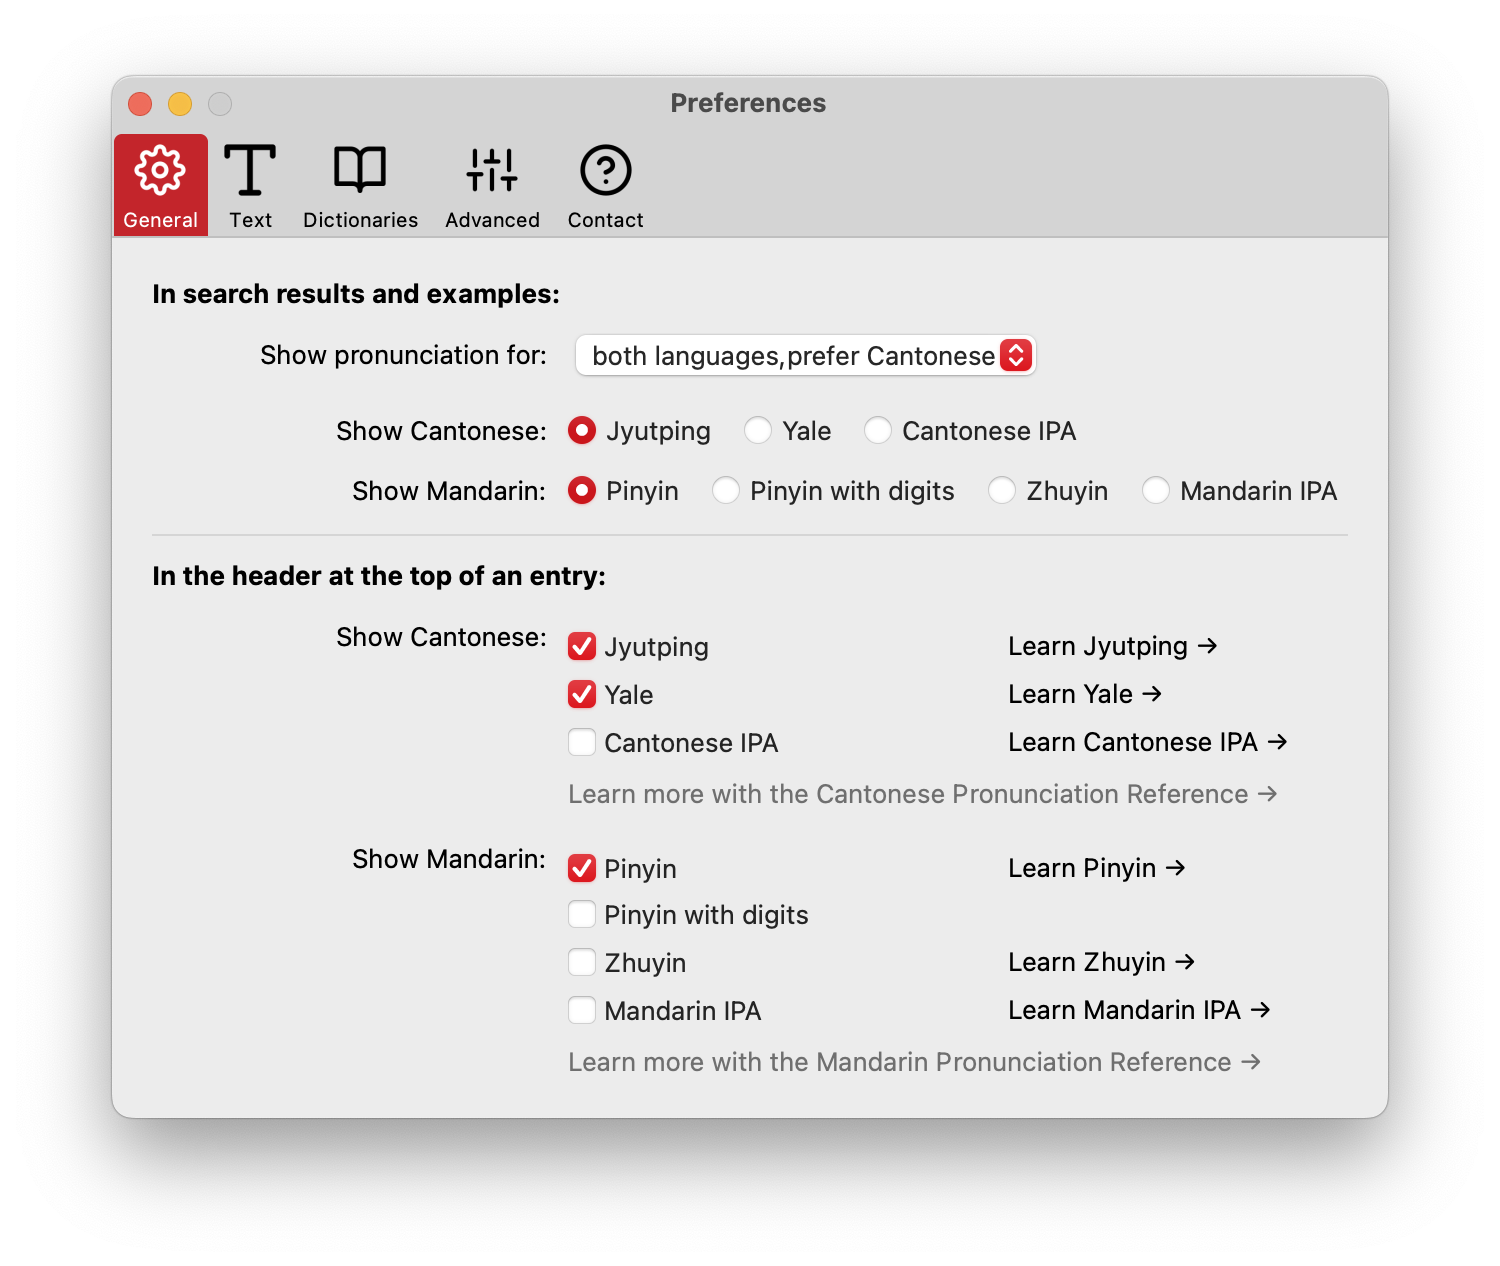 Preferences
General Text Dictionaries Advanced Contact
In search results and examples:
Show pronunciation for: both languages,prefer Cantonese
Show Cantonese: Jyutping Yale Cantonese IPA
Show Mandarin: Pinyin Pinyin with digits Zhuyin Mandarin IPA
In the header at the top of an entry:
Show Cantonese: Jyutping Learn Jyutping →
Yale Learn Yale →
Cantonese IPA Learn Cantonese IPA →
Learn more with the Cantonese Pronunciation Reference →
Show Mandarin: Pinyin Learn Pinyin →
Pinyin with digits
Zhuyin Learn Zhuyin →
Mandarin IPA Learn Mandarin IPA →
Learn more with the Mandarin Pronunciation Reference →